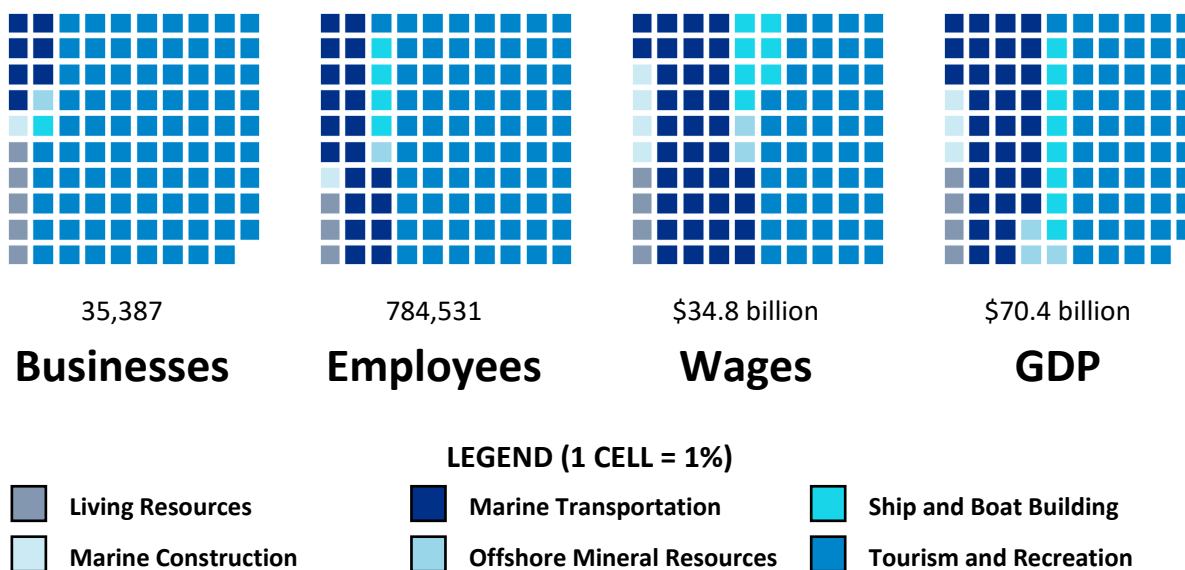 35,387 784,531 $34.8 billion $70.4 billion
Businesses Employees Wages GDP
LEGEND (1 CELL = 1%)
Living Resources Marine Transportation Ship and Boat Building
Marine Construction Offshore Mineral Resources Tourism and Recreation